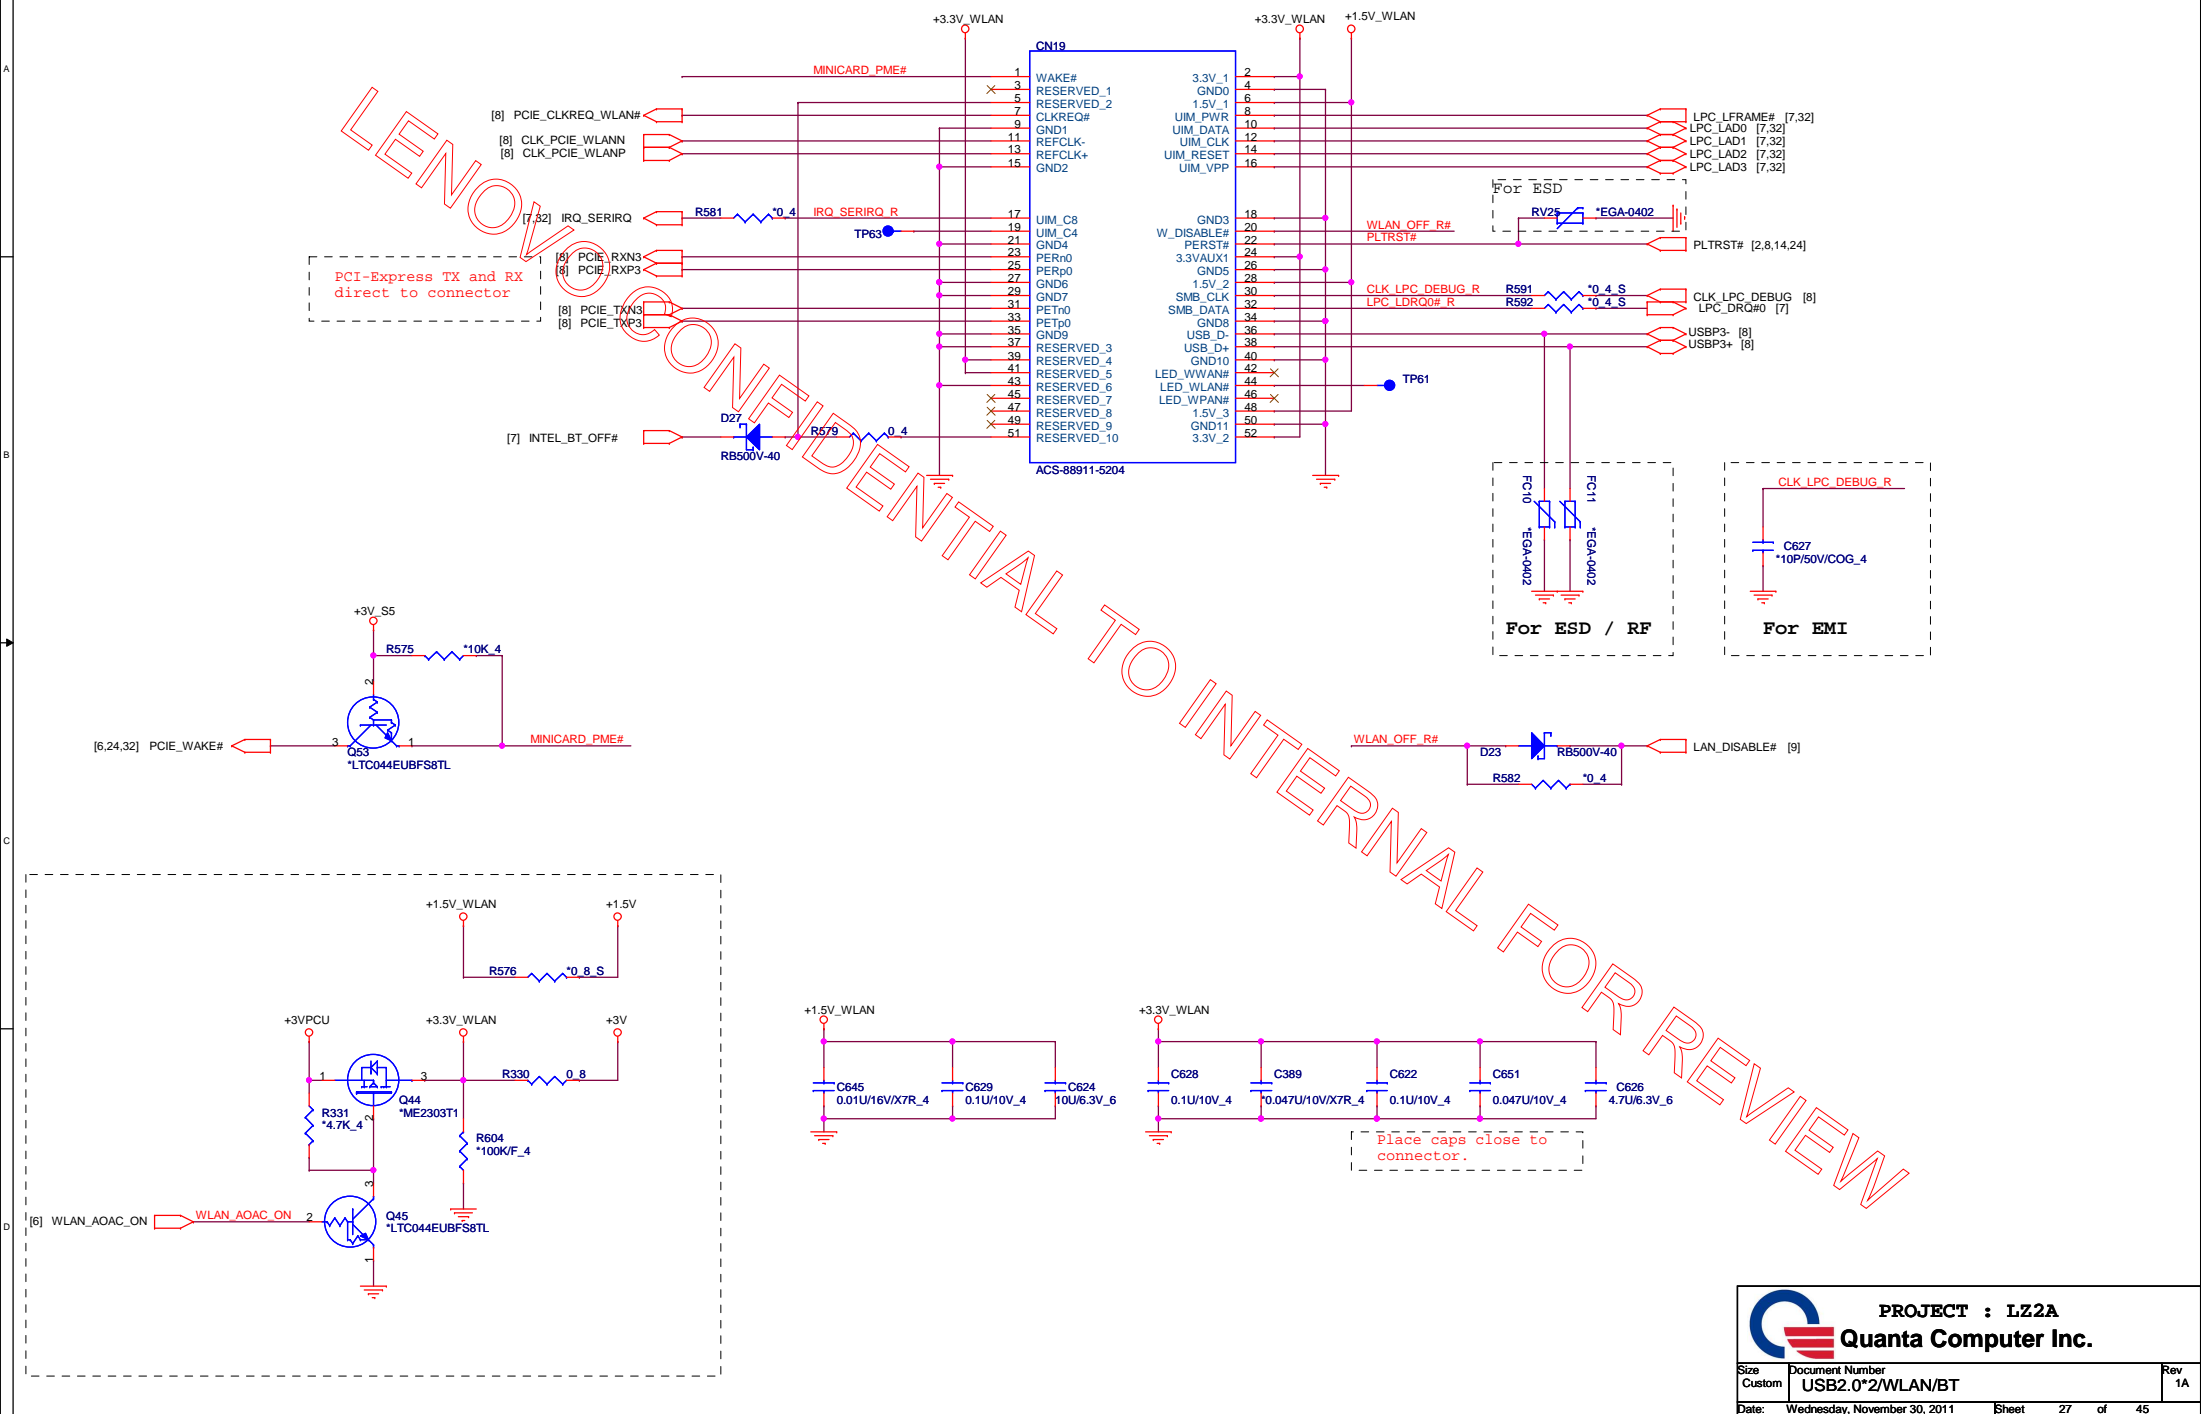 +3.3V_WLAN
+3.3V_WLAN
+1.5V_WLAN
CN19
MINICARD_PME# 1 WAKE# 3.3V_1 2
3 RESERVED_1 GND0 4
5 RESERVED_2 1.5V_1 6
[8] PCIE_CLKREQ_WLAN# 7 CLKREQ# UIM_PWR 8 LPC_LFRAME# [7,32]
9 GND1 UIM_DATA 10 LPC_LAD0 [7,32]
[8] CLK_PCIE_WLANN 11 REFCLK- UIM_CLK 12 LPC_LAD1 [7,32]
[8] CLK_PCIE_WLANP 13 REFCLK+ UIM_RESET 14 LPC_LAD2 [7,32]
15 GND2 UIM_VPP 16 LPC_LAD3 [7,32]
For ESD
RV25 *EGA-0402
[7,32] IRQ_SERIRQ R581 *0_4 IRQ_SERIRQ_R 17 UIM_C8 GND3 18
TP63 19 UIM_C4 W_DISABLE# 20 WLAN_OFF_R#
21 GND4 PERST# 22 PLTRST# PLTRST# [2,8,14,24]
[8] PCIE_RXN3 23 PERn0 3.3VAUX1 24
[8] PCIE_RXP3 25 PERp0 GND5 26
27 GND6 1.5V_2 28
29 GND7 SMB_CLK 30 CLK_LPC_DEBUG_R R591 *0_4_S CLK_LPC_DEBUG [8]
[8] PCIE_TXN3 31 PETn0 SMB_DATA 32 LPC_LDRQ0#_R R592 *0_4_S LPC_DRQ#0 [7]
[8] PCIE_TXP3 33 PETp0 GND8 34
35 GND9 USB_D- 36 USBP3- [8]
37 RESERVED_3 USB_D+ 38 USBP3+ [8]
39 RESERVED_4 GND10 40
41 RESERVED_5 LED_WWAN# 42
43 RESERVED_6 LED_WLAN# 44 TP61
45 RESERVED_7 LED_WPAN# 46
47 RESERVED_8 1.5V_3 48
49 RESERVED_9 GND11 50
[7] INTEL_BT_OFF# D27 RB500V-40 R579 0_4 51 RESERVED_10 3.3V_2 52
ACS-88911-5204
PCI-Express TX and RX
direct to connector
FC10 *EGA-0402
FC11 *EGA-0402
For ESD / RF
CLK_LPC_DEBUG_R
C627
*10P/50V/COG_4
For EMI
+3V_S5
R575 *10K_4
2
[6,24,32] PCIE_WAKE# 3 1 MINICARD_PME#
Q53
*LTC044EUBFS8TL
WLAN_OFF_R# D23 RB500V-40 LAN_DISABLE# [9]
R582 *0_4
+1.5V_WLAN +1.5V
R576 *0_8_S
+3VPCU +3.3V_WLAN +3V
1 3 R330 0_8
Q44
*ME2303T1
2
R331
*4.7K_4
R604
*100K/F_4
3
[6] WLAN_AOAC_ON WLAN_AOAC_ON 2
Q45
*LTC044EUBFS8TL
1
+1.5V_WLAN
C645
0.01U/16V/X7R_4
C629
0.1U/10V_4
C624
10U/6.3V_6
+3.3V_WLAN
C628
0.1U/10V_4
C389
*0.047U/10V/X7R_4
C622
0.1U/10V_4
C651
0.047U/10V_4
C626
4.7U/6.3V_6
Place caps close to
connector.
LENOVO CONFIDENTIAL TO INTERNAL FOR REVIEW
A
B
C
D
PROJECT : LZ2A
Quanta Computer Inc.
Size Document Number Rev
Custom USB2.0*2/WLAN/BT 1A
Date: Wednesday, November 30, 2011 Sheet 27 of 45